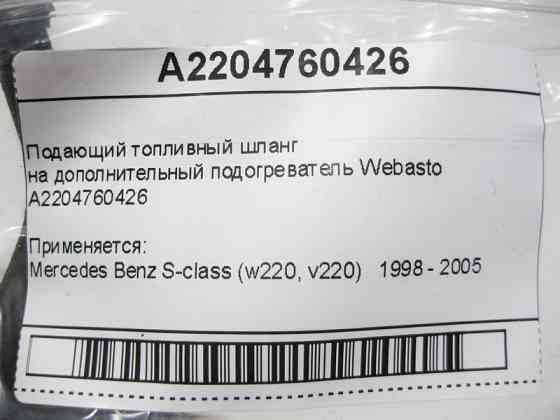 A2204760426
Подающий топливный шланг
на дополнительный подогреватель Webasto
A2204760426
Применяется:
Mercedes Benz S-class (w220, v220) 1998 - 2005